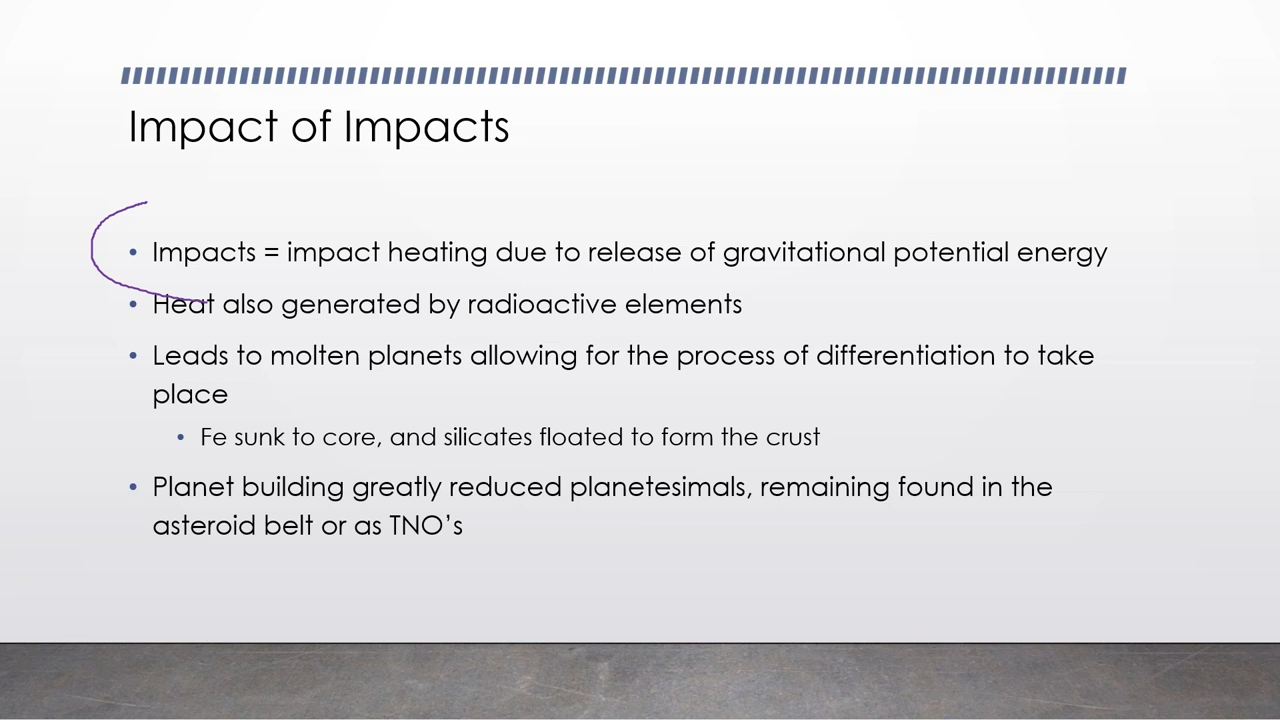 Impact of Impacts
• Impacts = impact heating due to release of gravitational potential energy
• Heat also generated by radioactive elements
• Leads to molten planets allowing for the process of differentiation to take
place
• Fe sunk to core, and silicates floated to form the crust
• Planet building greatly reduced planetesimals, remaining found in the
asteroid belt or as TNO’s